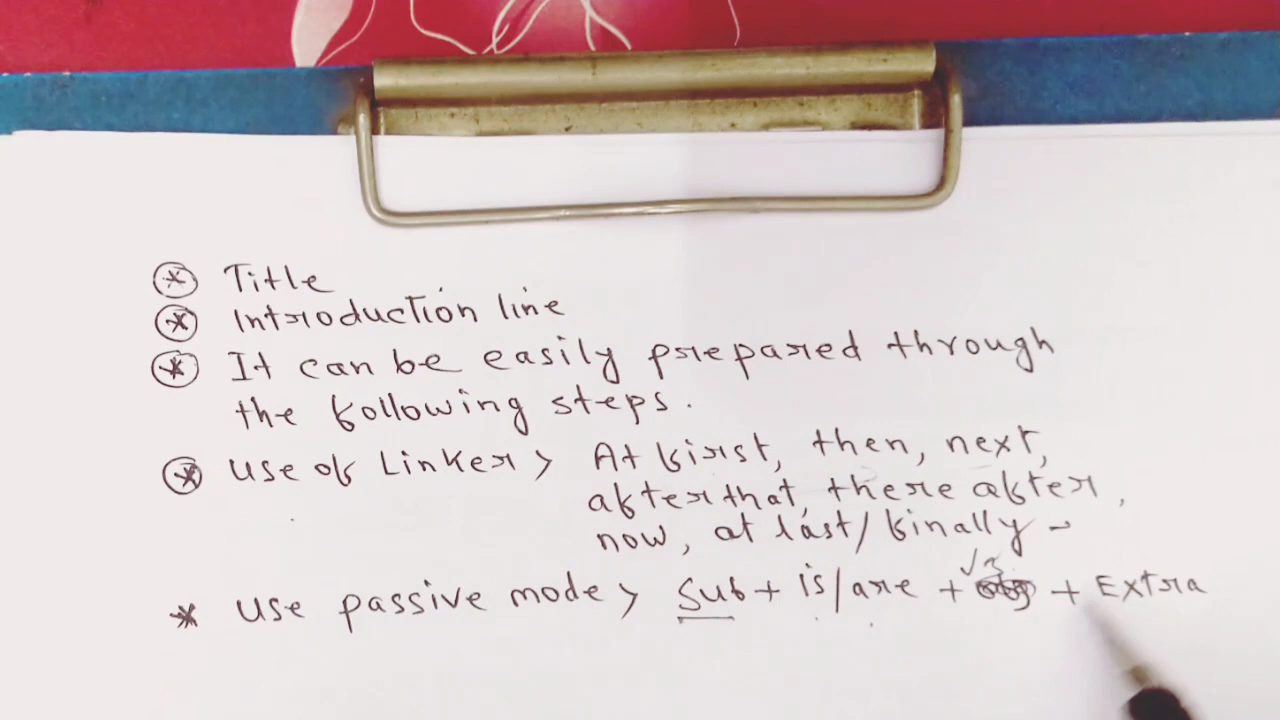 Title
Introduction line
It can be easily prepared through
the following steps.
Use of Linker > At first, then, next,
after that, there after,
now, at last/finally -
Use passive mode > Sub + is/are + V3 + Extra